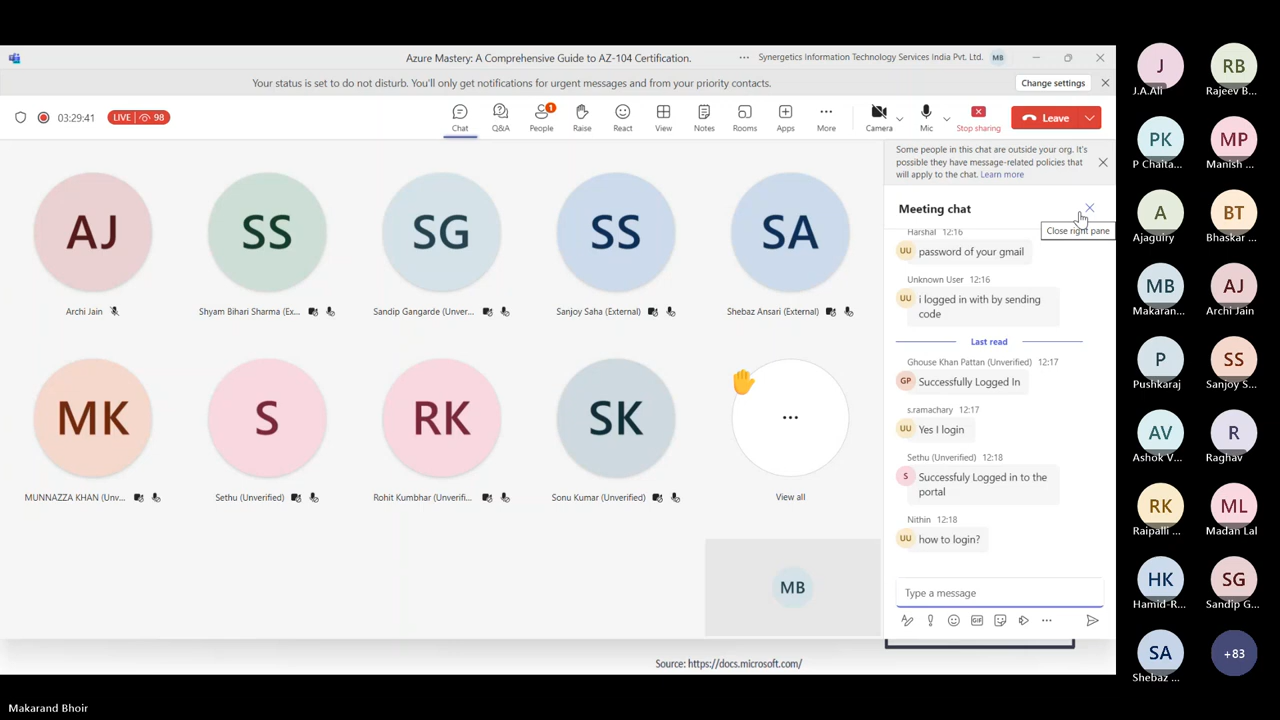 Azure Mastery: A Comprehensive Guide to AZ-104 Certification.
... Synergetics Information Technology Services India Pvt. Ltd. MB
Your status is set to do not disturb. You'll only get notifications for urgent messages and from your priority contacts.
Change settings
03:29:41
LIVE 98
Chat
Q&A
1
People
Raise
React
View
Notes
Rooms
Apps
More
Camera
Mic
Stop sharing
Leave
AJ
Archi Jain
SS
Shyam Bihari Sharma (Ex...
SG
Sandip Gangarde (Unver...
SS
Sanjoy Saha (External)
SA
Shebaz Ansari (External)
MK
MUNNAZZA KHAN (Unv...
S
Sethu (Unverified)
RK
Rohit Kumbhar (Unverifi...
SK
Sonu Kumar (Unverified)
...
View all
MB
Some people in this chat are outside your org. It's
possible they have message-related policies that
will apply to the chat. Learn more
Meeting chat
Close right pane
Harshal 12:16
UU password of your gmail
Unknown User 12:16
UU i logged in with by sending
code
Last read
Ghouse Khan Pattan (Unverified) 12:17
GP Successfully Logged In
s.ramachary 12:17
UU Yes I login
Sethu (Unverified) 12:18
S Successfuly Logged in to the
portal
Nithin 12:18
UU how to login?
Type a message
GIF
Source: https://docs.microsoft.com/
J
J.A.Ali
RB
Rajeev B...
PK
P Chaita...
MP
Manish ...
A
Ajaguiry
BT
Bhaskar ...
MB
Makaran...
AJ
Archi Jain
P
Pushkaraj
SS
Sanjoy S...
AV
Ashok V...
R
Raghav
RK
Raipalli ...
ML
Madan Lal
HK
Hamid-R...
SG
Sandip G...
SA
Shebaz ...
+83
Makarand Bhoir